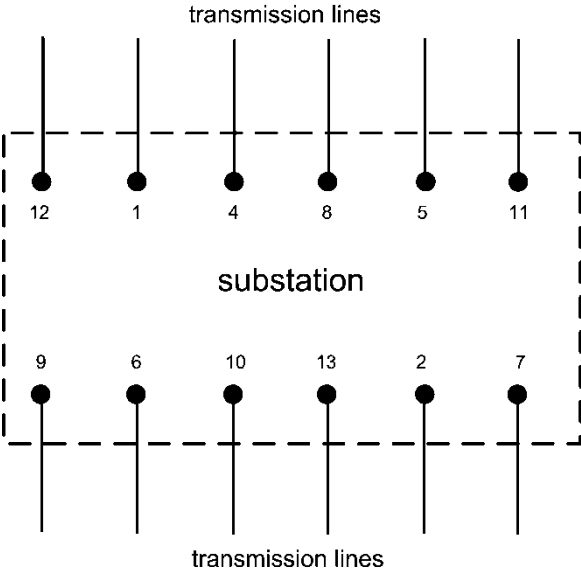 transmission lines
12 1 4 8 5 11
substation
9 6 10 13 2 7
transmission lines